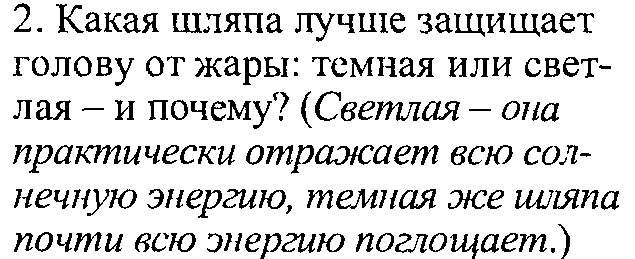 2. Какая шляпа лучше защищает
голову от жары: темная или свет-
лая – и почему? (Светлая – она
практически отражает всю сол-
нечную энергию, темная же шляпа
почти всю энергию поглощает.)